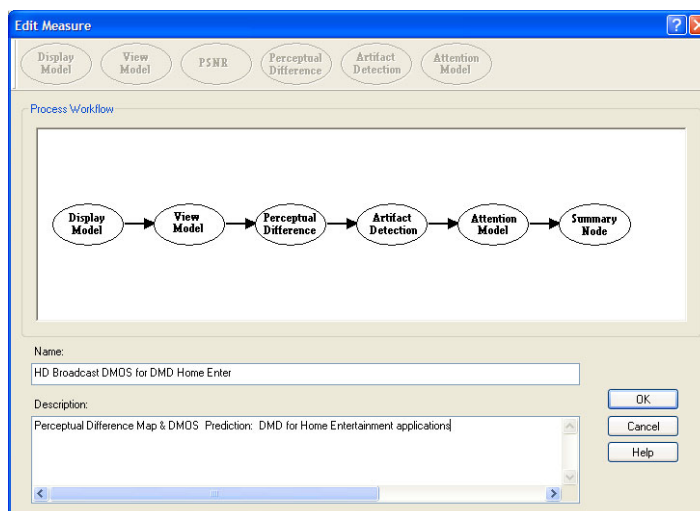 Edit Measure
Display Model
View Model
PSNR
Perceptual Difference
Artifact Detection
Attention Model
Process Workflow
Display Model
View Model
Perceptual Difference
Artifact Detection
Attention Model
Summary Node
Name:
HD Broadcast DMOS for DMD Home Enter
Description:
Perceptual Difference Map & DMOS Prediction: DMD for Home Entertainment applications
OK
Cancel
Help